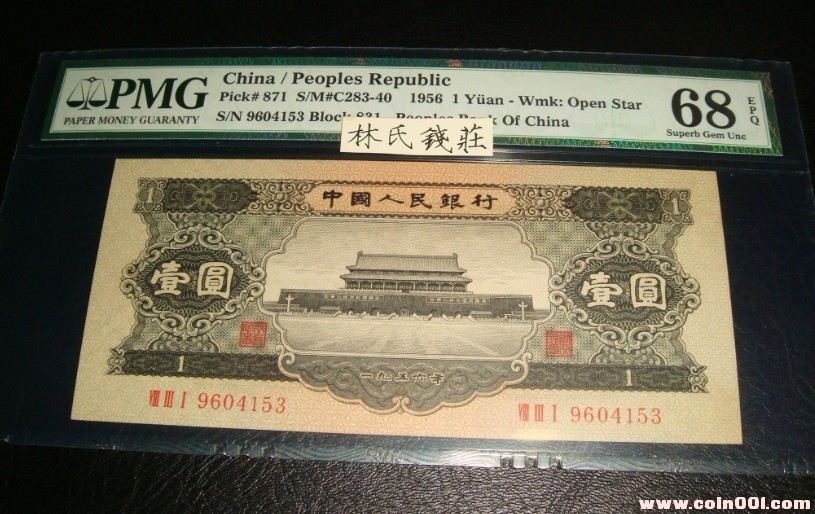 PMG
PAPER MONEY GUARANTY
China / Peoples Republic
Pick# 871 S/M#C283-40 1956 1 Yüan - Wmk: Open Star
S/N 9604153 Block 831 Peoples Bank Of China
68
EPQ
Superb Gem Unc
林氏錢莊
1
中國人民銀行
1
壹圓
壹圓
1
1
一九五六年
VIII III I 9604153
VIII III I 9604153
www.coin001.com